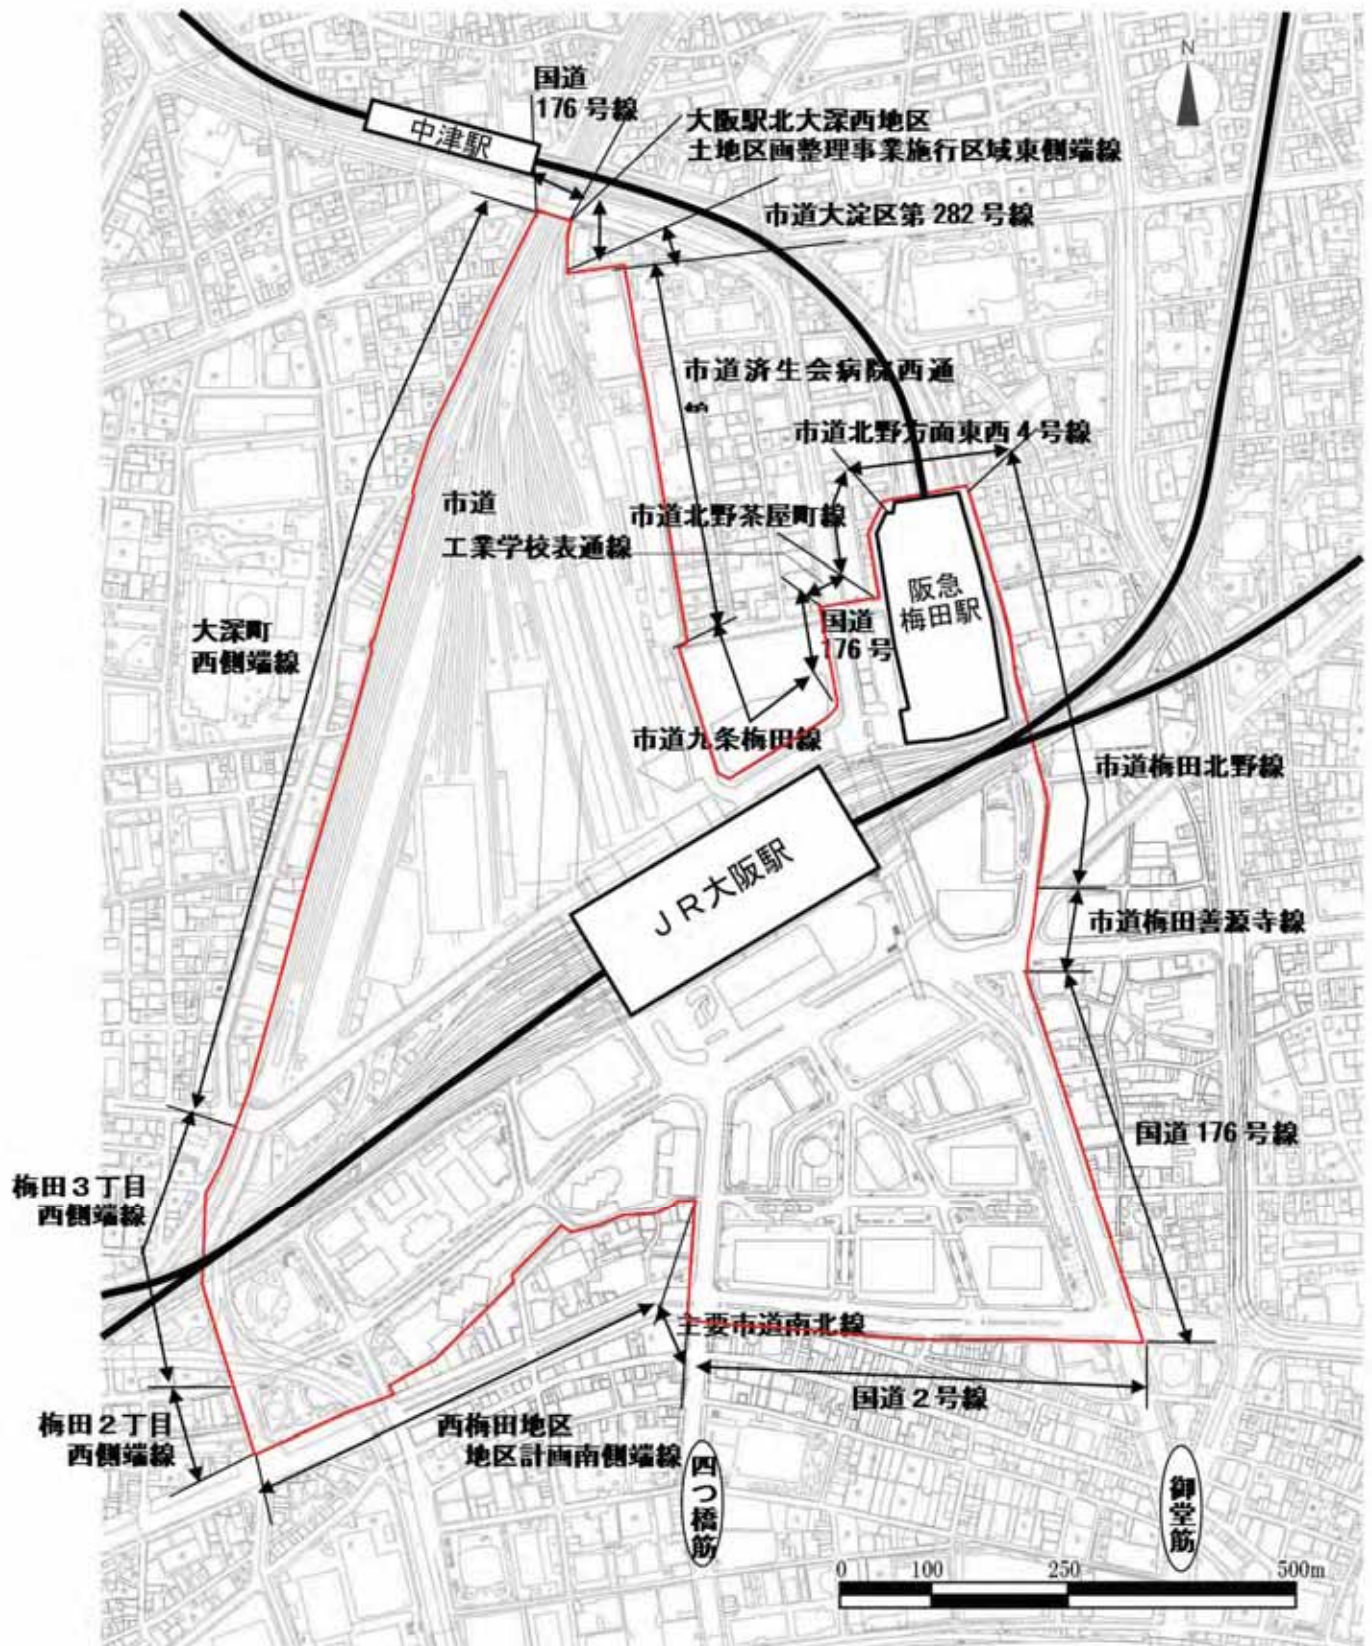 N
国道
176号線
中津駅
大阪駅北大深西地区
土地区画整理事業施行区域東側端線
市道大淀区第282号線
市道済生会病院西通
市道北野方面東西4号線
市道
工業学校表通線
市道北野茶屋町線
阪急
梅田駅
国道
176号
大深町
西側端線
市道九条梅田線
市道梅田北野線
JR大阪駅
市道梅田善源寺線
国道176号線
梅田3丁目
西側端線
主要市道南北線
国道2号線
梅田2丁目
西側端線
西梅田地区
地区計画南側端線
四つ橋筋
御堂筋
0 100 250 500m